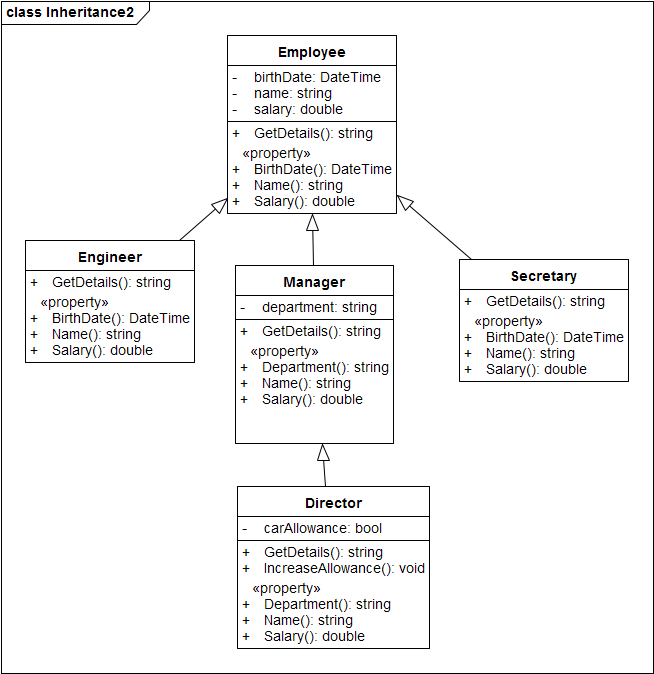 class Inheritance2
Employee
- birthDate: DateTime
- name: string
- salary: double
+ GetDetails(): string
«property»
+ BirthDate(): DateTime
+ Name(): string
+ Salary(): double
Engineer
+ GetDetails(): string
«property»
+ BirthDate(): DateTime
+ Name(): string
+ Salary(): double
Manager
- department: string
+ GetDetails(): string
«property»
+ Department(): string
+ Name(): string
+ Salary(): double
Secretary
+ GetDetails(): string
«property»
+ BirthDate(): DateTime
+ Name(): string
+ Salary(): double
Director
- carAllowance: bool
+ GetDetails(): string
+ IncreaseAllowance(): void
«property»
+ Department(): string
+ Name(): string
+ Salary(): double